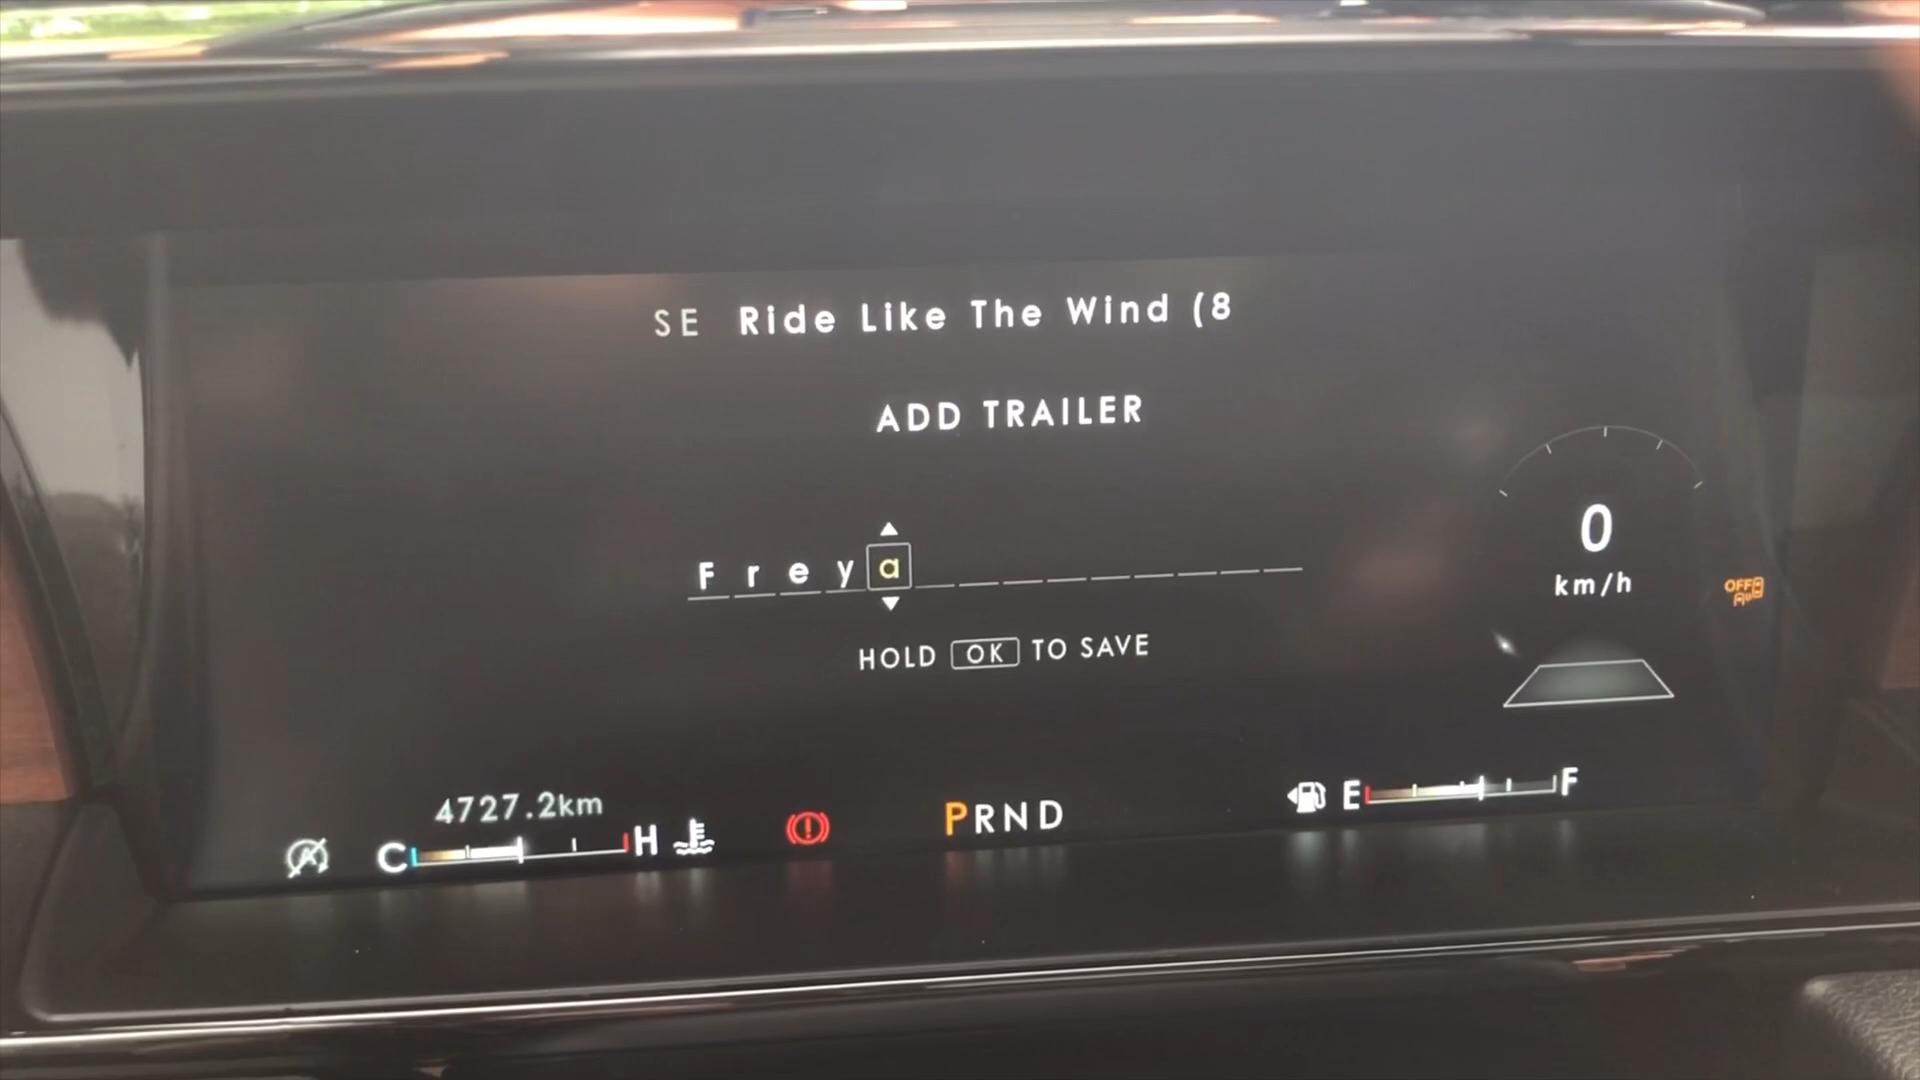 SE Ride Like The Wind (8
ADD TRAILER
Freya
HOLD OK TO SAVE
0
km/h
OFF
4727.2km
C H
PRND
E F